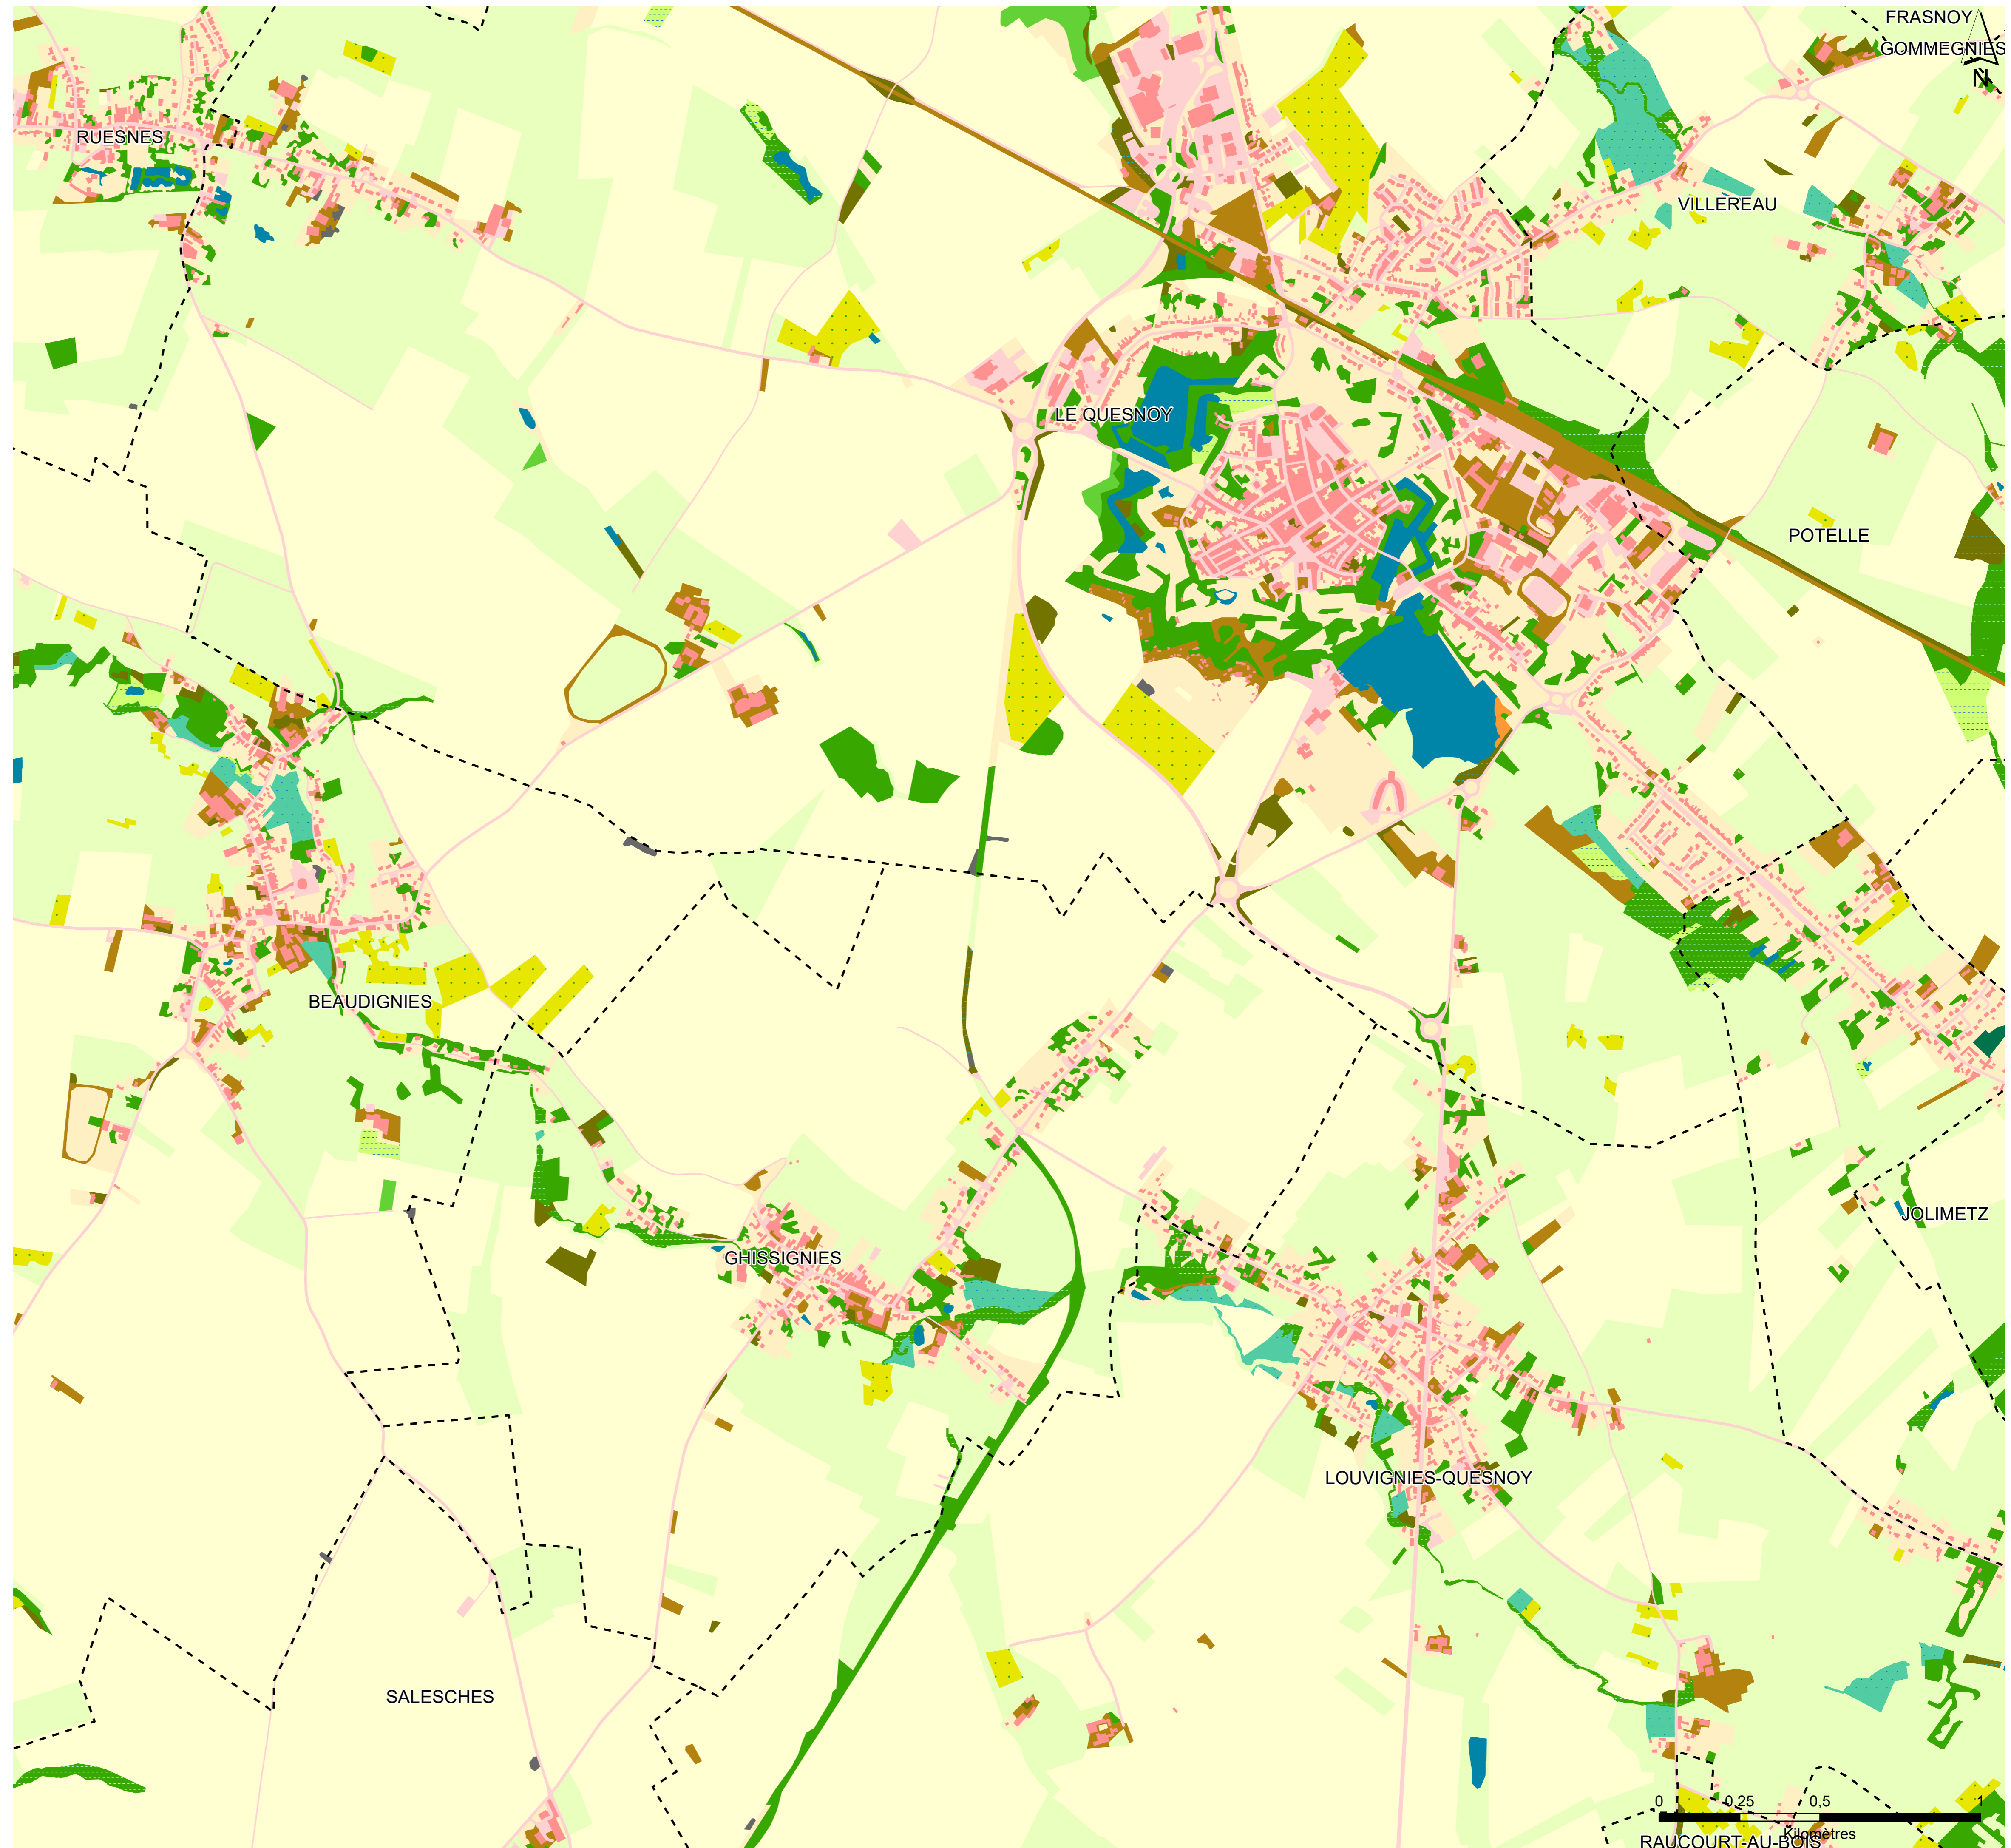 FRASNOY
GOMMEGNIES
N
RUESNES
VILLEREAU
LE QUESNOY
POTELLE
BEAUDIGNIES
JOLIMETZ
GHISSIGNIES
LOUVIGNIES-QUESNOY
SALESCHES
0 0,25 0,5 1
Kilomètres
RAUCOURT-AU-BOIS